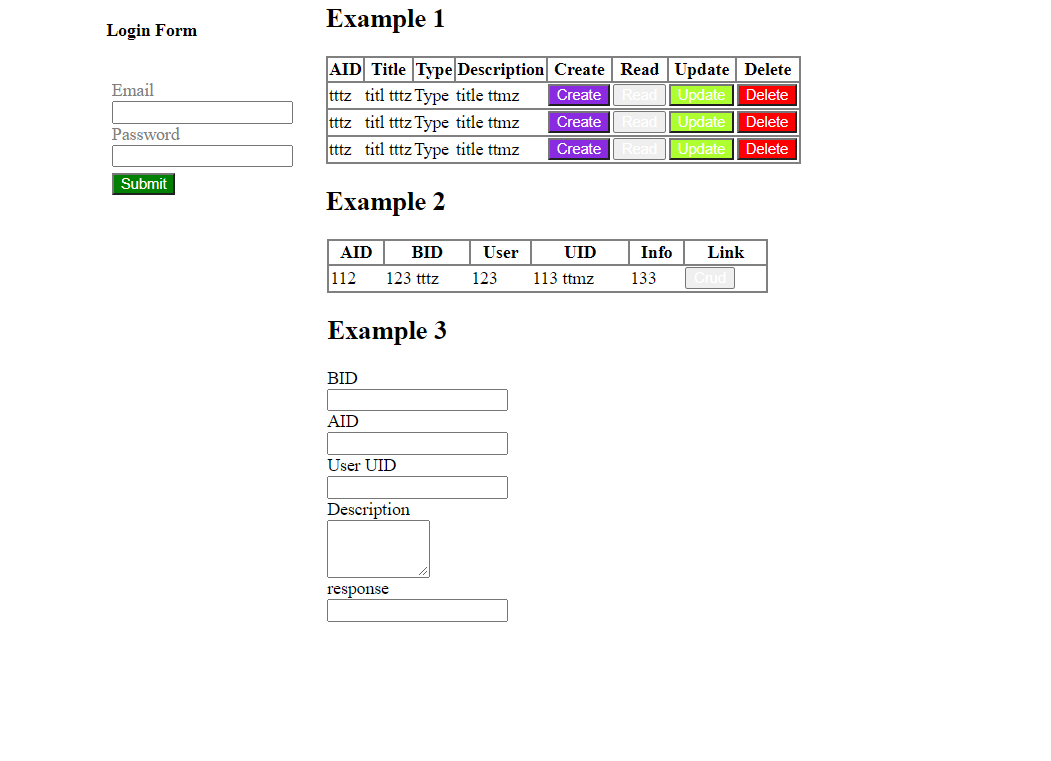 Login Form
Email
Password
Submit
Example 1
AID Title Type Description Create Read Update Delete
tttz titl tttz Type title ttmz Create Read Update Delete
tttz titl tttz Type title ttmz Create Read Update Delete
tttz titl tttz Type title ttmz Create Read Update Delete
Example 2
AID BID User UID Info Link
112 123 tttz 123 113 ttmz 133 Crud
Example 3
BID
AID
User UID
Description
response